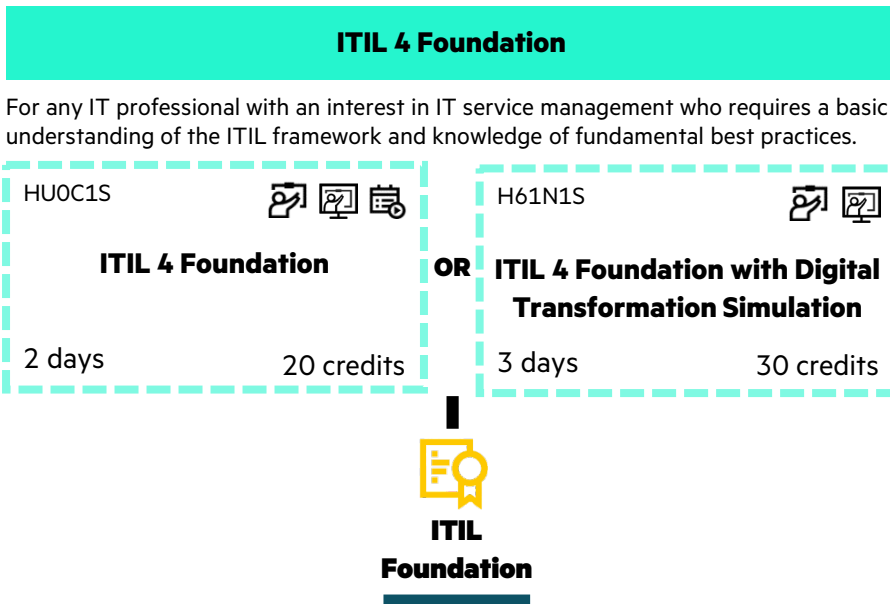 ITIL 4 Foundation
For any IT professional with an interest in IT service management who requires a basic
understanding of the ITIL framework and knowledge of fundamental best practices.
HU0C1S
ITIL 4 Foundation
2 days
20 credits
OR
H61N1S
ITIL 4 Foundation with Digital
Transformation Simulation
3 days
30 credits
ITIL
Foundation